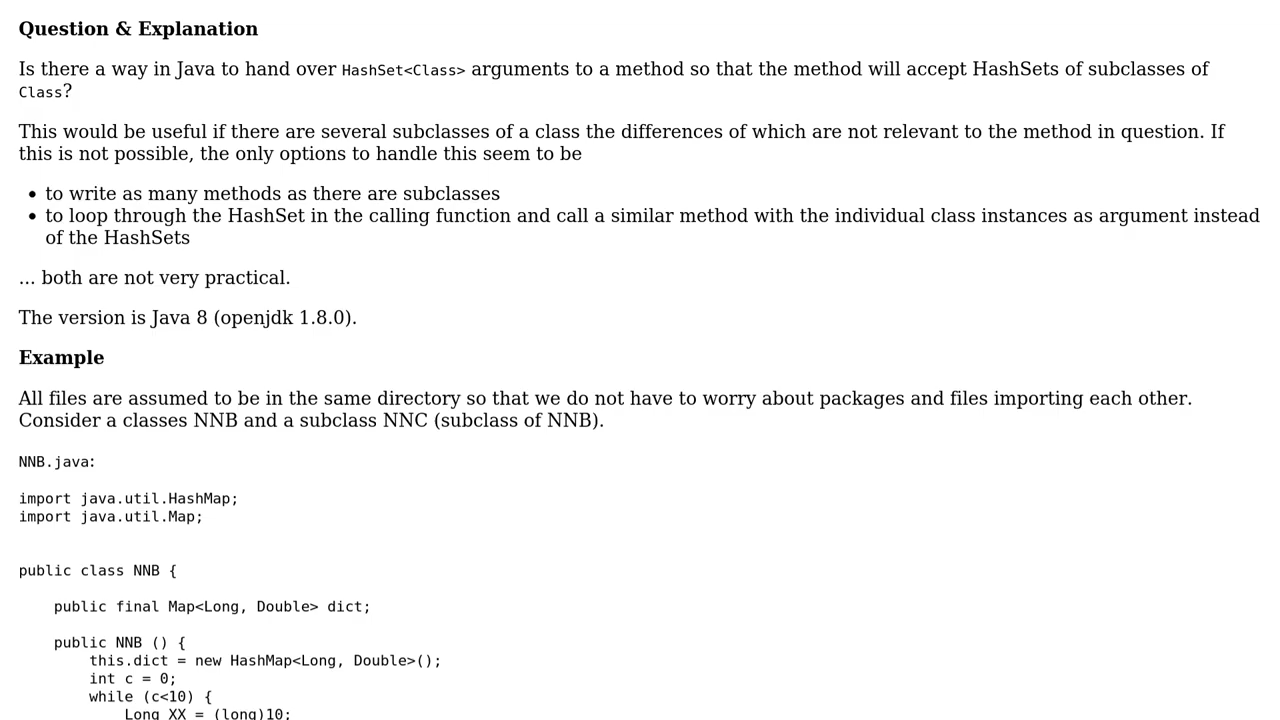 Question & Explanation
Is there a way in Java to hand over HashSet<Class> arguments to a method so that the method will accept HashSets of subclasses of
Class?
This would be useful if there are several subclasses of a class the differences of which are not relevant to the method in question. If
this is not possible, the only options to handle this seem to be
• to write as many methods as there are subclasses
• to loop through the HashSet in the calling function and call a similar method with the individual class instances as argument instead
of the HashSets
... both are not very practical.
The version is Java 8 (openjdk 1.8.0).
Example
All files are assumed to be in the same directory so that we do not have to worry about packages and files importing each other.
Consider a classes NNB and a subclass NNC (subclass of NNB).
NNB.java:
import java.util.HashMap;
import java.util.Map;
public class NNB {
    public final Map<Long, Double> dict;
    public NNB () {
        this.dict = new HashMap<Long, Double>();
        int c = 0;
        while (c<10) {
            Long XX = (long)10;